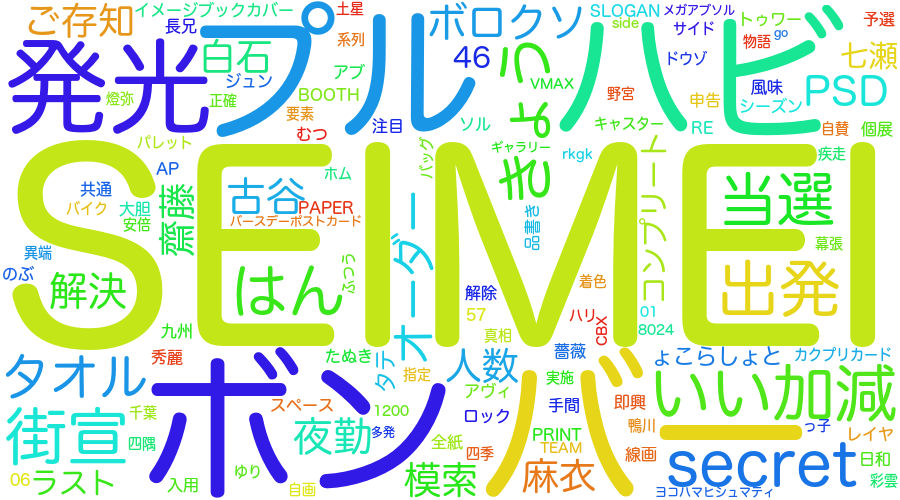 ご存知
イメージブックカバー
土星
長兄
系列
ボロクソ
SLOGAN
side
メガアブソル
サイド
トゥワー
go
予選
物語
ドウゾ
七瀬
発光
プル
白石
ジュン
アブ
46
きょう
VMAX
ハビ
風味
PSD
シーズン
燈弥
正確
BOOTH
要素
野宮
申告
パレット
むつ
注目
ソル
ギャラリー
キャスター
RE
自賛
個展
AP
ホム
バッグ
rkgk
疾走
SEIMEI
共通
バイク
大胆
安倍
齋藤
古谷
PAPER
バースデーポストカード
オーダー
品書き
コンプリート
当選
幕張
異端
のぶ
解決
はん
ふつう
解除
着色
出発
57
真相
ハリ
CBX
01
8024
九州
タオル
秀麗
たぬき
タテ
指定
人数
薔薇
ょこらしょと
カクプリカード
ボン
バー
アヴィ
実施
いい加減
街宣
千葉
四隅
スペース
夜勤
1200
多発
ロック
手間
即興
鴨川
っ子
レイヤ
PRINT
TEAM
全紙
四季
線画
secret
日和
06
ラスト
入用
ゆり
自画
模索
麻衣
ヨコハマヒシュマティ
彩雲